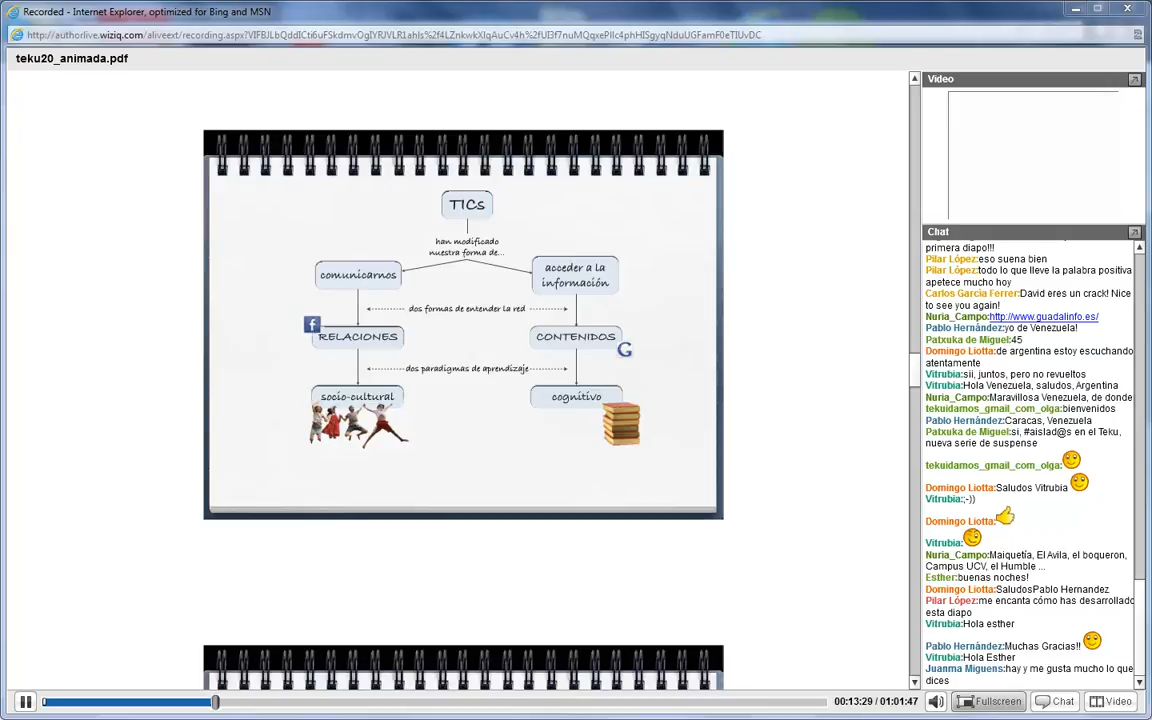 Recorded - Internet Explorer, optimized for Bing and MSN
teku20_animada.pdf
TICs
han modificado
nuestra forma de...
comunicarnos
acceder a la
información
dos formas de entender la red
f
RELACIONES
CONTENIDOS
G
dos paradigmas de aprendizaje
socio-cultural
cognitivo
Video
Chat
primera diapo!!!
Pilar López:eso suena bien
Pilar López:todo lo que lleve la palabra positiva
apetece mucho hoy
Carlos García Ferrer:David eres un crack! Nice
to see you again!
Nuria_Campo:http://www.guadalinfo.es/
Pablo Hernández:yo de Venezuela!
Patxuka de Miguel:45
Domingo Liotta:de argentina estoy escuchando
atentamente
Vitrubia:sii, juntos, pero no revueltos
Vitrubia:Hola Venezuela, saludos, Argentina
Nuria_Campo:Maravillosa Venezuela, de donde
tekuidamos_gmail_com_olga:bienvenidos
Pablo Hernández:Caracas, Venezuela
Patxuka de Miguel:si, #aislad@s en el Teku,
nueva serie de suspense
tekuidamos_gmail_com_olga:
Domingo Liotta:Saludos Vitrubia
Vitrubia:;-))
Domingo Liotta:
Vitrubia:
Nuria_Campo:Maiquetía, El Avila, el boqueron,
Campus UCV, el Humble ...
Esther:buenas noches!
Domingo Liotta:SaludosPablo Hernandez
Pilar López:me encanta cómo has desarrollado
esta diapo
Vitrubia:Hola esther
Pablo Hernández:Muchas Gracias!!
Vitrubia:Hola Esther
Juanma Miguens:hay y me gusta mucho lo que
dices
00:13:29 / 01:01:47
Fullscreen
Chat
Video